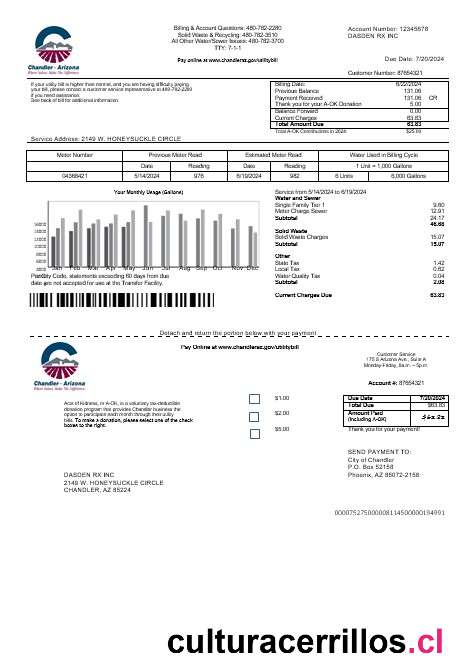 Chandler · Arizona
Where Values Make The Difference
Billing & Account Questions: 480-782-2280
Solid Waste & Recycling: 480-782-3510
All Other Water/Sewer Issues: 480-782-3700
TTY: 7-1-1
Pay online at www.chandleraz.gov/utilitybill
Account Number: 12345678
DASDEN RX INC
Due Date: 7/20/2024
Customer Number: 87654321
If your utility bill is higher than normal, and you are having difficulty paying
your bill, please contact a customer service representative at 480-782-2280
if you need assistance.
See back of bill for additional information.
Billing Date: 6/22/2024
Previous Balance 131.06
Payment Received 131.06 CR
Thank you for your A-OK Donation 5.00
Balance Forward 0.00
Current Charges 63.83
Total Amount Due 63.83
Total A-OK Contributions in 2024: $25.00
Service Address: 2149 W. HONEYSUCKLE CIRCLE
Meter Number Previous Meter Read Estimated Meter Read Water Used in Billing Cycle
Date Reading Date Reading 1 Unit = 1,000 Gallons
04368421 5/14/2024 976 6/19/2024 982 6 Units 6,000 Gallons
Your Monthly Usage (Gallons)
Jan Feb Mar Apr May Jun Jul Aug Sep Oct Nov Dec
Per City Code, statements exceeding 60 days from due
date are not accepted for use at the Transfer Facility.
Service from 5/14/2024 to 6/19/2024
Water and Sewer
Single Family Tier 1 9.60
Meter Charge Sewer 12.91
Subtotal 24.17
46.68
Solid Waste
Solid Waste Charges 15.07
Subtotal 15.07
Other
State Tax 1.42
Local Tax 0.62
Water Quality Tax 0.04
Subtotal 2.08
Current Charges Due 63.83
Detach and return the portion below with your payment
Chandler · Arizona
Where Values Make The Difference
Pay Online at www.chandleraz.gov/utilitybill
Customer Service
175 S Arizona Ave., Suite A
Monday-Friday, 8a.m. – 5p.m.
Account #: 87654321
Acts of Kindness, or A-OK, is a voluntary tax-deductible
donation program that provides Chandler business the
option to participate each month through their utility
bills. To make a donation, please select one of the check
boxes to the right.
$1.00
$2.00
$5.00
Due Date 7/20/2024
Total Due $63.83
Amount Paid
(Including A-OK)
Thank you for your payment!
SEND PAYMENT TO:
City of Chandler
P.O. Box 52158
Phoenix, AZ 85072-2158
DASDEN RX INC
2149 W. HONEYSUCKLE CIRCLE
CHANDLER, AZ 85224
culturacerrillos.cl